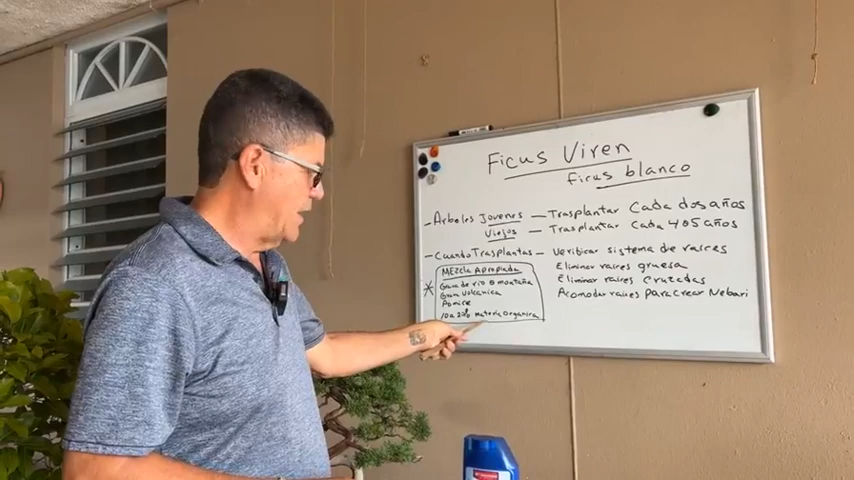 Ficus Viren
Ficus blanco
- Arboles Jovenes - Trasplantar Cada dos años
Viejos - Trasplantar Cada 4 o 5 años
- Cuando Trasplantas - Verificar sistema de raices
Eliminar raices gruesa
Eliminar raices Cruzadas
Acomodar raices Para crear Nebari
* Mezcla Apropiada
Grava de rio o montaña
Grav volcanica
Pomice
10 a 20% materia Organica